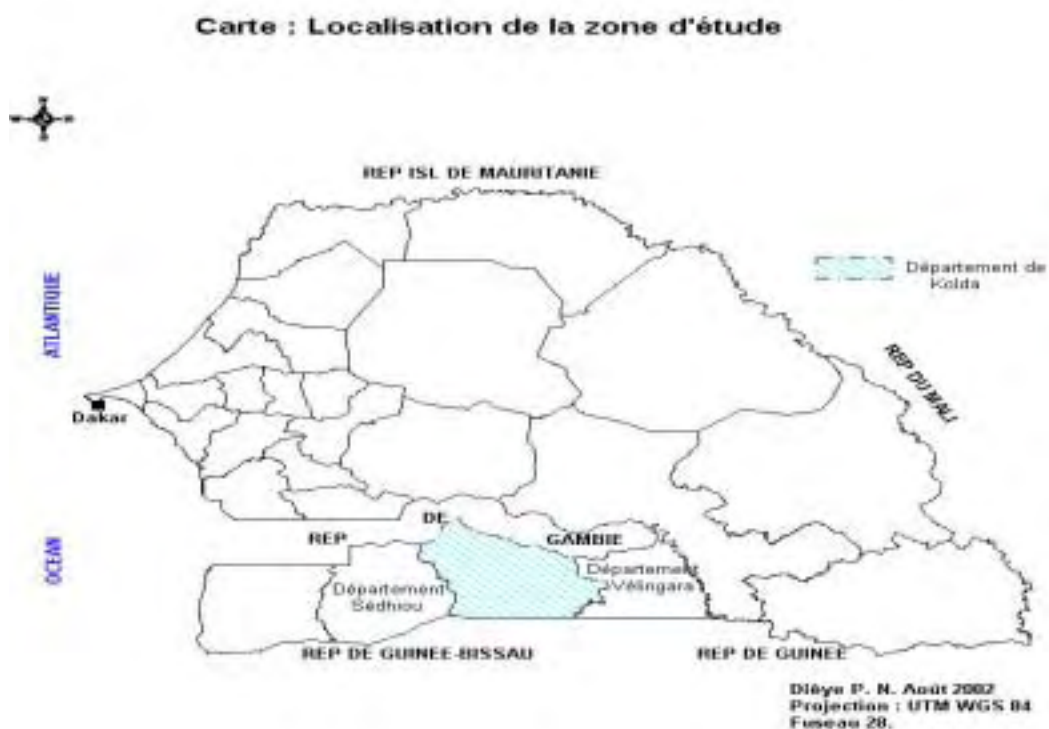 Carte : Localisation de la zone d'étude
REP ISL DE MAURITANIE
Département de
Kolda
ATLANTIQUE
REP DU MALI
Dakar
OCEAN
REP DE GAMBIE
Département
Sédhiou
Département
Vélingara
REP DE GUINEE-BISSAU
REP DE GUINEE
Dièye P. N. Août 2002
Projection : UTM WGS 84
Fuseau 28.